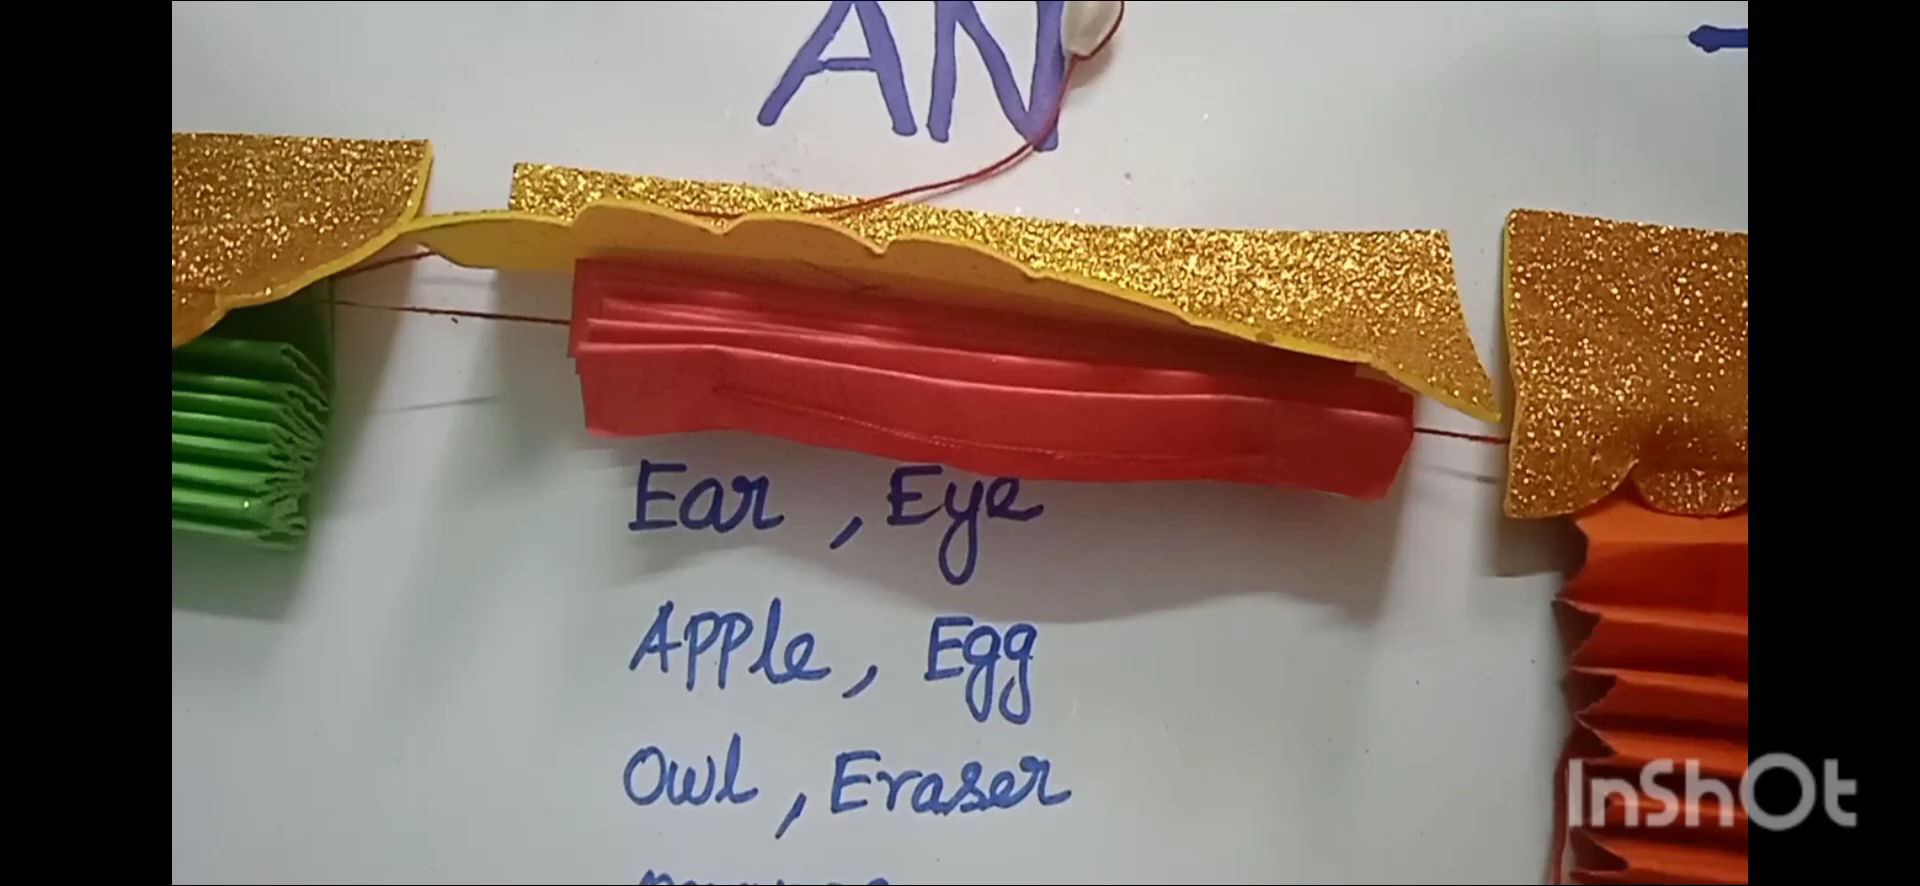 AN
Ear, Eye
Apple, Egg
Owl, Eraser
InShOt